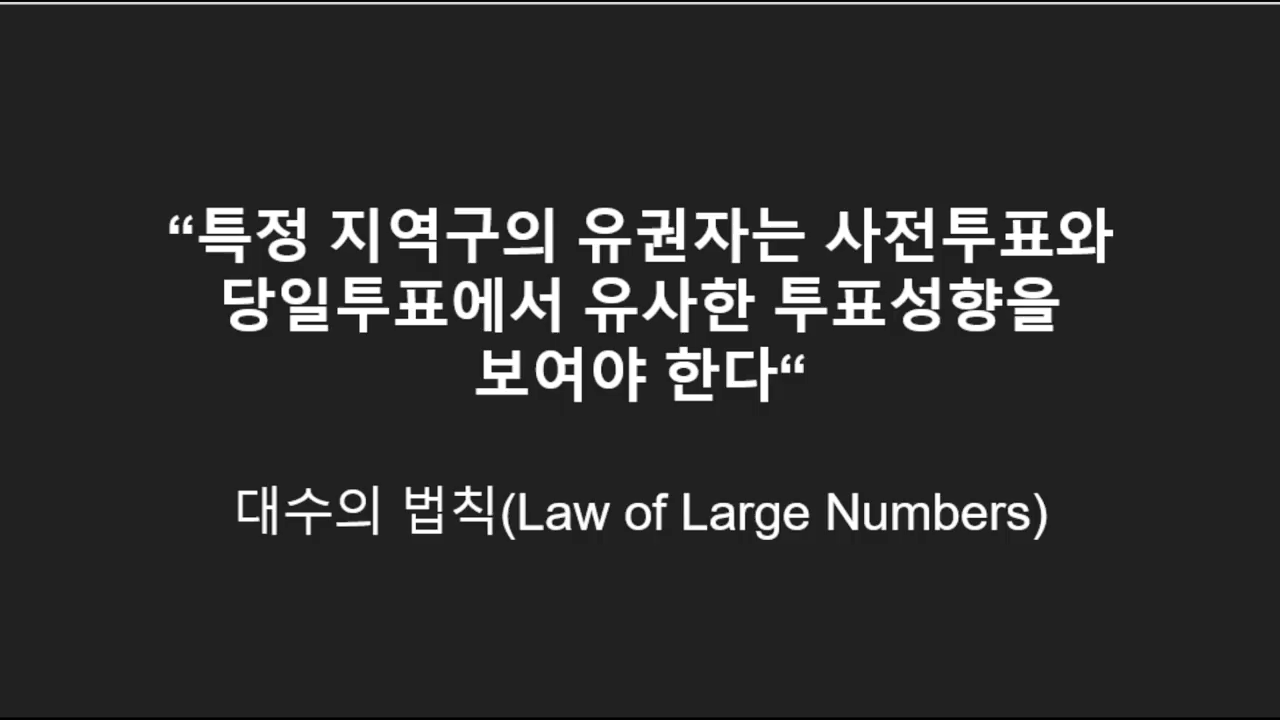 “특정 지역구의 유권자는 사전투표와
당일투표에서 유사한 투표성향을
보여야 한다“
대수의 법칙(Law of Large Numbers)